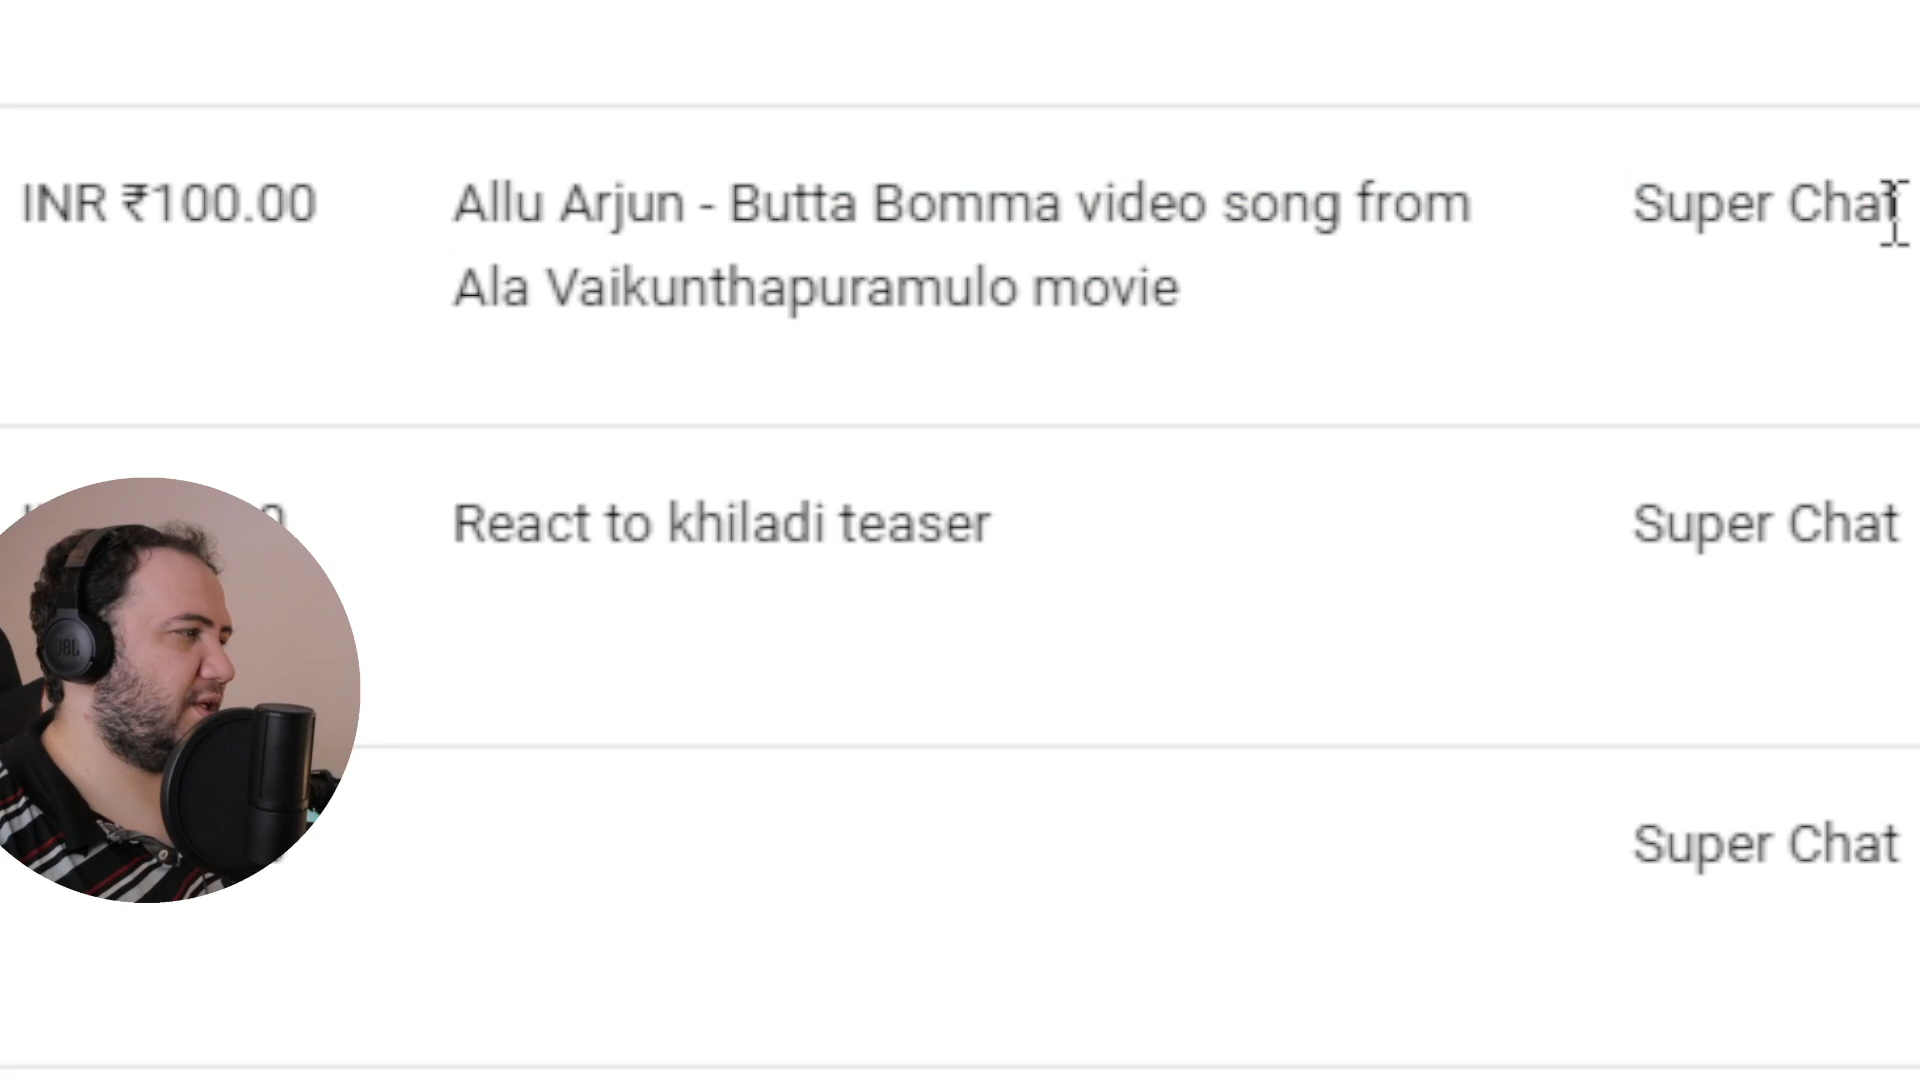 INR ₹100.00
Allu Arjun - Butta Bomma video song from
Super Chat
Ala Vaikunthapuramulo movie
React to khiladi teaser
Super Chat
JBL
Super Chat